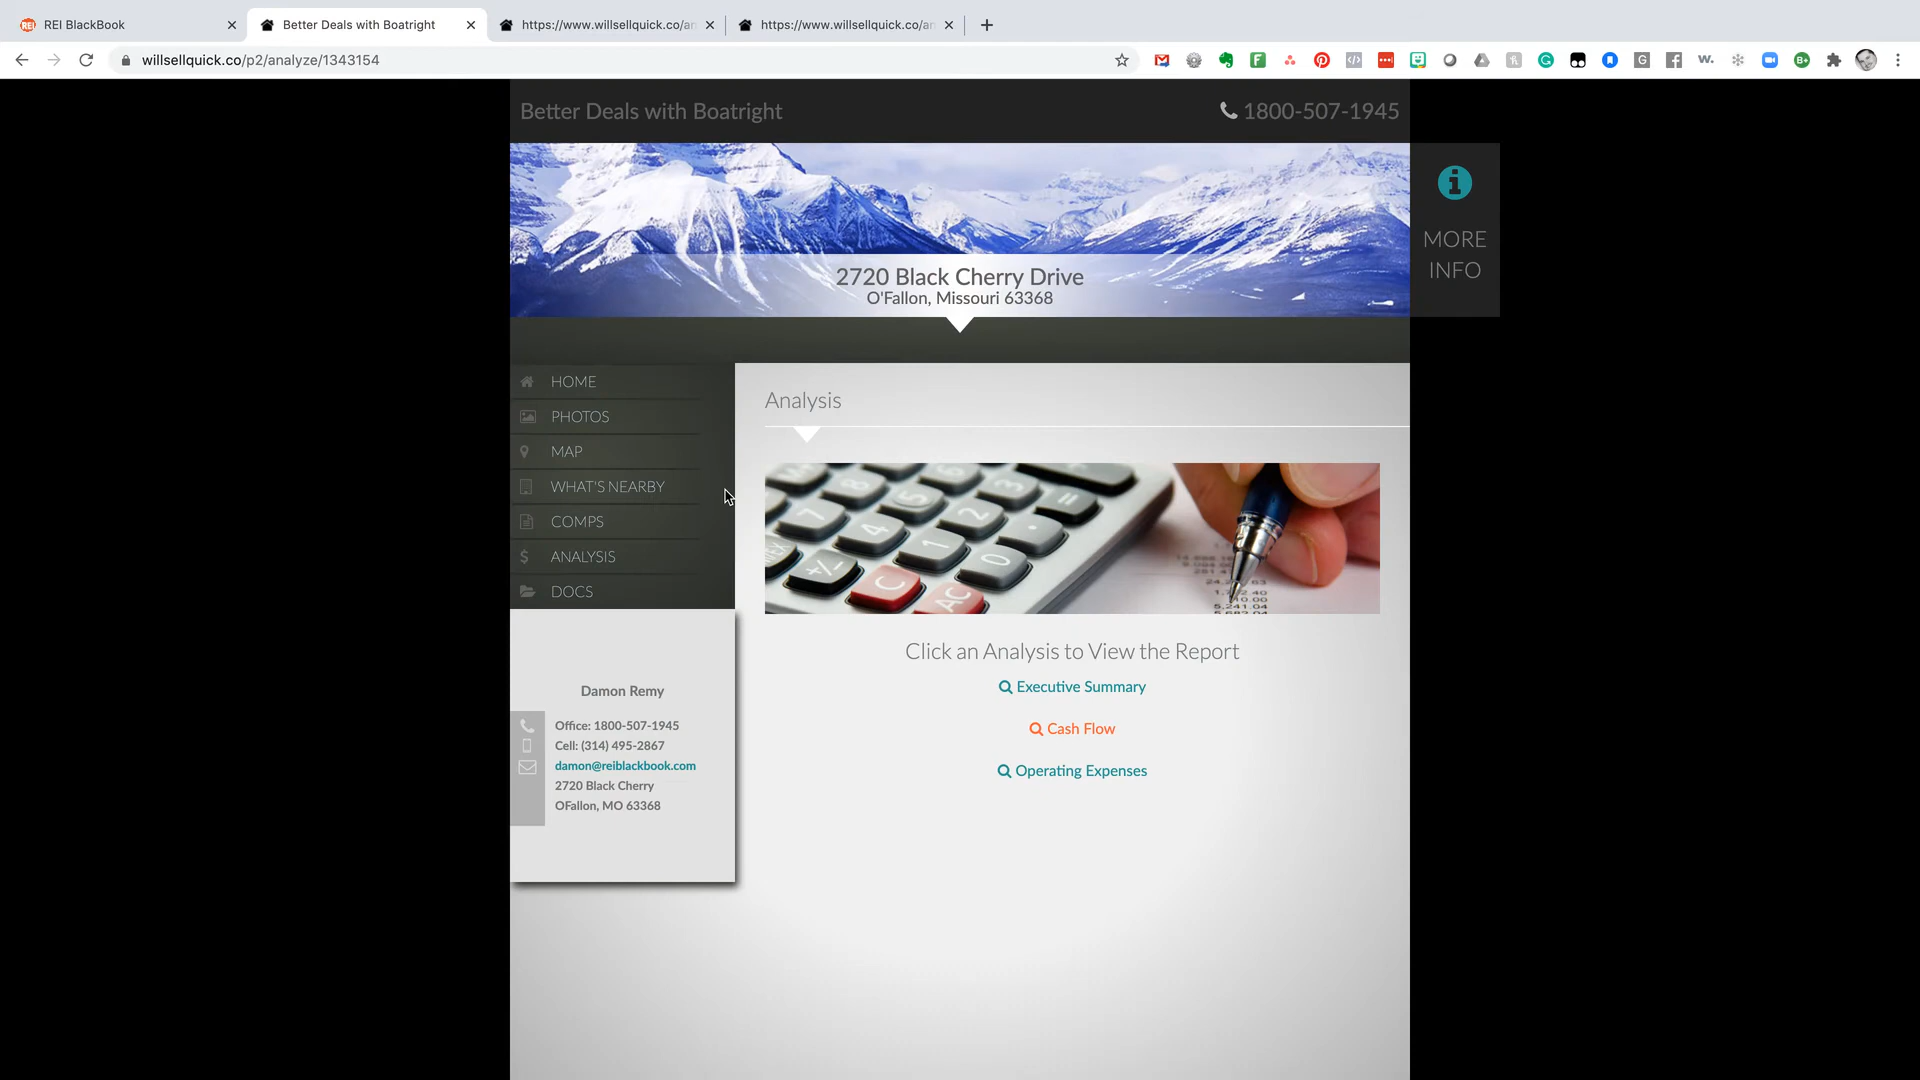 REI BlackBook
Better Deals with Boatright
https://www.willsellquick.co/an
https://www.willsellquick.co/an
willsellquick.co/p2/analyze/1343154
Better Deals with Boatright
1800-507-1945
MORE
INFO
2720 Black Cherry Drive
O'Fallon, Missouri 63368
HOME
PHOTOS
MAP
WHAT'S NEARBY
COMPS
ANALYSIS
DOCS
Analysis
Click an Analysis to View the Report
Executive Summary
Cash Flow
Operating Expenses
Damon Remy
Office: 1800-507-1945
Cell: (314) 495-2867
damon@reiblackbook.com
2720 Black Cherry
OFallon, MO 63368